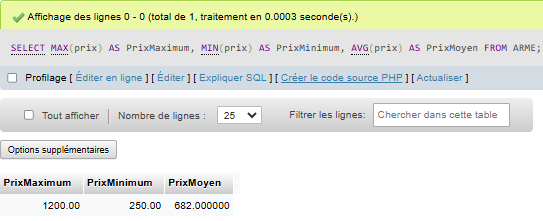 Affichage des lignes 0 - 0 (total de 1, traitement en 0.0003 seconde(s).)
SELECT MAX(prix) AS PrixMaximum, MIN(prix) AS PrixMinimum, AVG(prix) AS PrixMoyen FROM ARME;
Profilage [ Éditer en ligne ] [ Éditer ] [ Expliquer SQL ] [ Créer le code source PHP ] [ Actualiser ]
Tout afficher Nombre de lignes : 25 Filtrer les lignes: Chercher dans cette table
Options supplémentaires
PrixMaximum PrixMinimum PrixMoyen
1200.00 250.00 682.000000